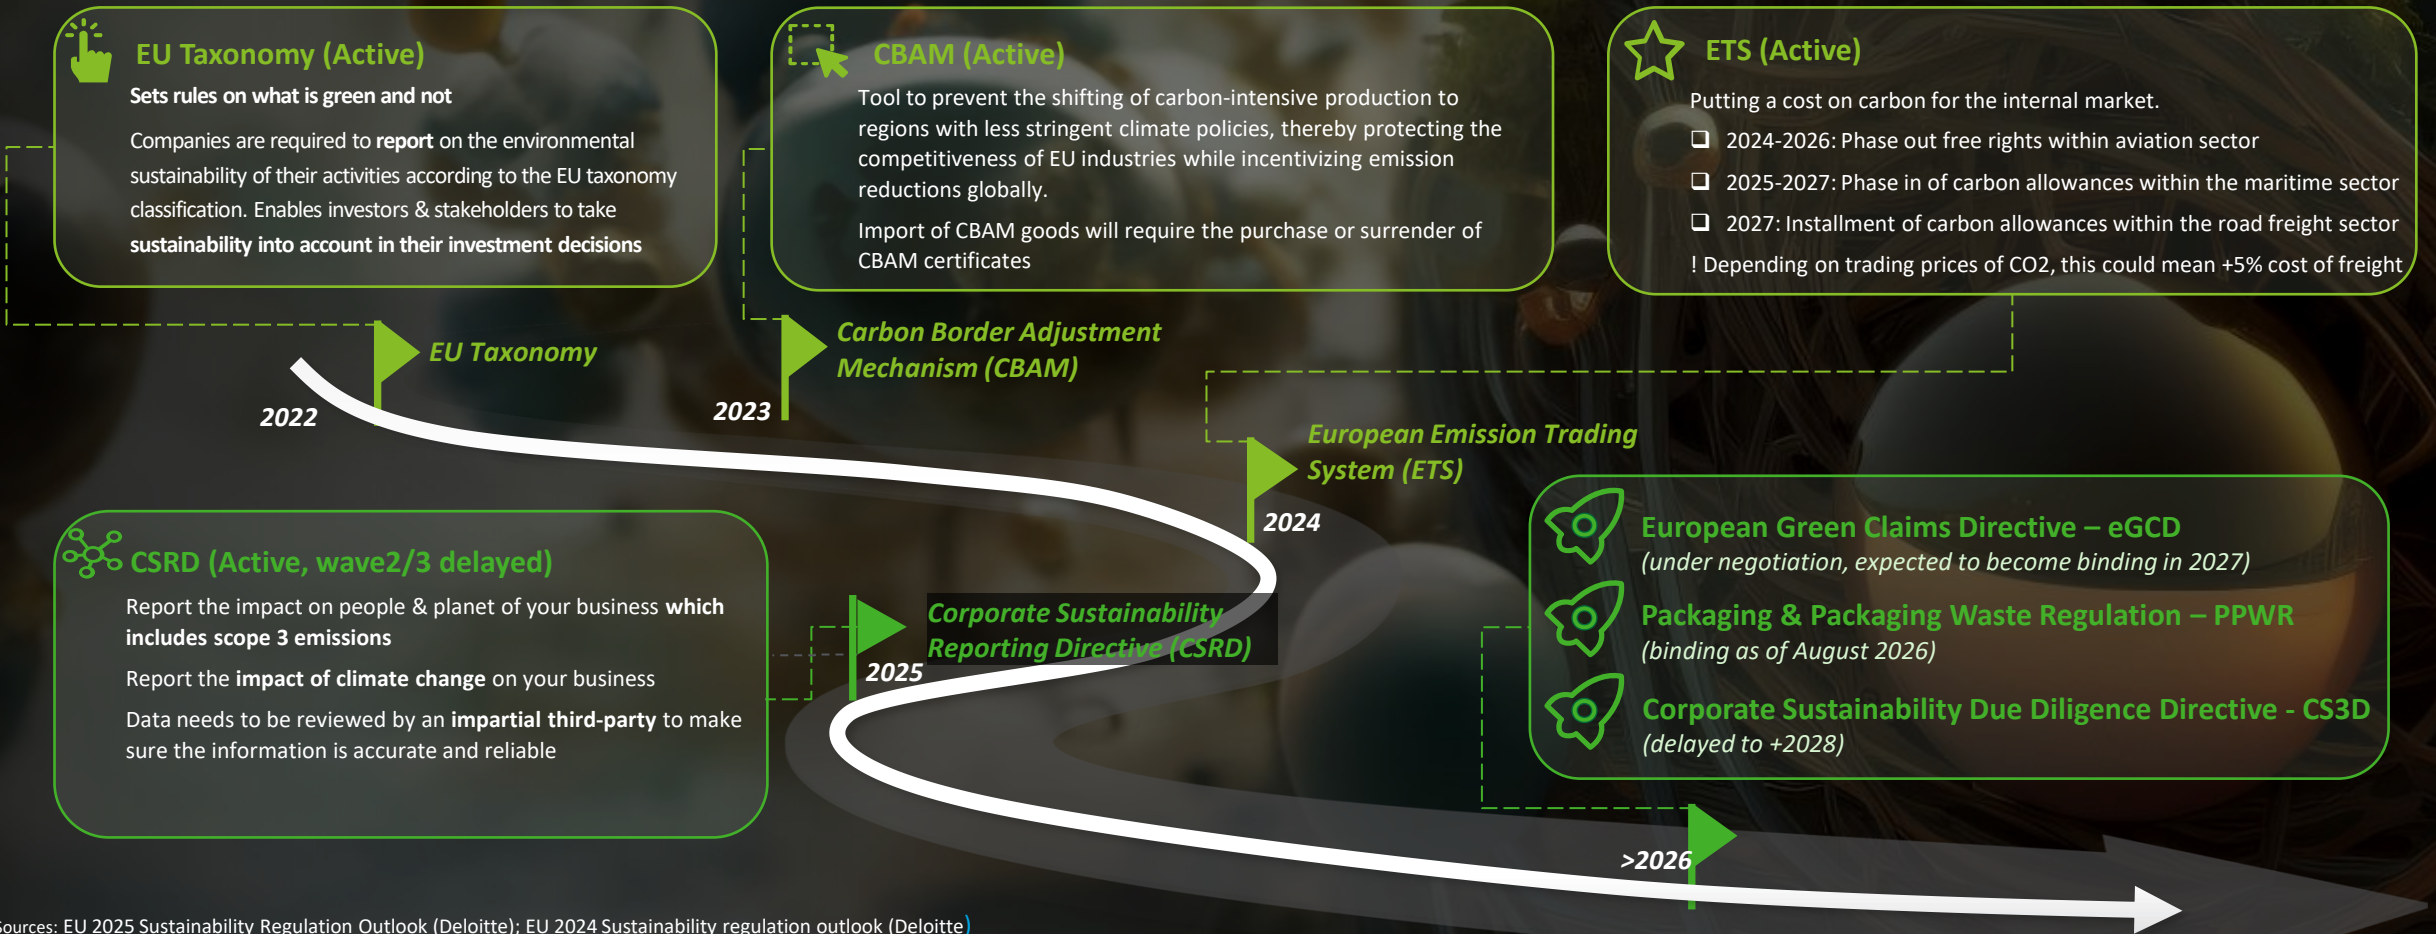 EU Taxonomy (Active)
Sets rules on what is green and not
Companies are required to report on the environmental
sustainability of their activities according to the EU taxonomy
classification. Enables investors & stakeholders to take
sustainability into account in their investment decisions
CBAM (Active)
Tool to prevent the shifting of carbon-intensive production to
regions with less stringent climate policies, thereby protecting the
competitiveness of EU industries while incentivizing emission
reductions globally.
Import of CBAM goods will require the purchase or surrender of
CBAM certificates
ETS (Active)
Putting a cost on carbon for the internal market.
❑ 2024-2026: Phase out free rights within aviation sector
❑ 2025-2027: Phase in of carbon allowances within the maritime sector
❑ 2027: Installment of carbon allowances within the road freight sector
! Depending on trading prices of CO2, this could mean +5% cost of freight
EU Taxonomy
2022
Carbon Border Adjustment
Mechanism (CBAM)
2023
European Emission Trading
System (ETS)
2024
CSRD (Active, wave2/3 delayed)
Report the impact on people & planet of your business which
includes scope 3 emissions
Report the impact of climate change on your business
Data needs to be reviewed by an impartial third-party to make
sure the information is accurate and reliable
Corporate Sustainability
Reporting Directive (CSRD)
2025
European Green Claims Directive – eGCD
(under negotiation, expected to become binding in 2027)
Packaging & Packaging Waste Regulation – PPWR
(binding as of August 2026)
Corporate Sustainability Due Diligence Directive - CS3D
(delayed to +2028)
>2026
Sources: EU 2025 Sustainability Regulation Outlook (Deloitte); EU 2024 Sustainability regulation outlook (Deloitte)